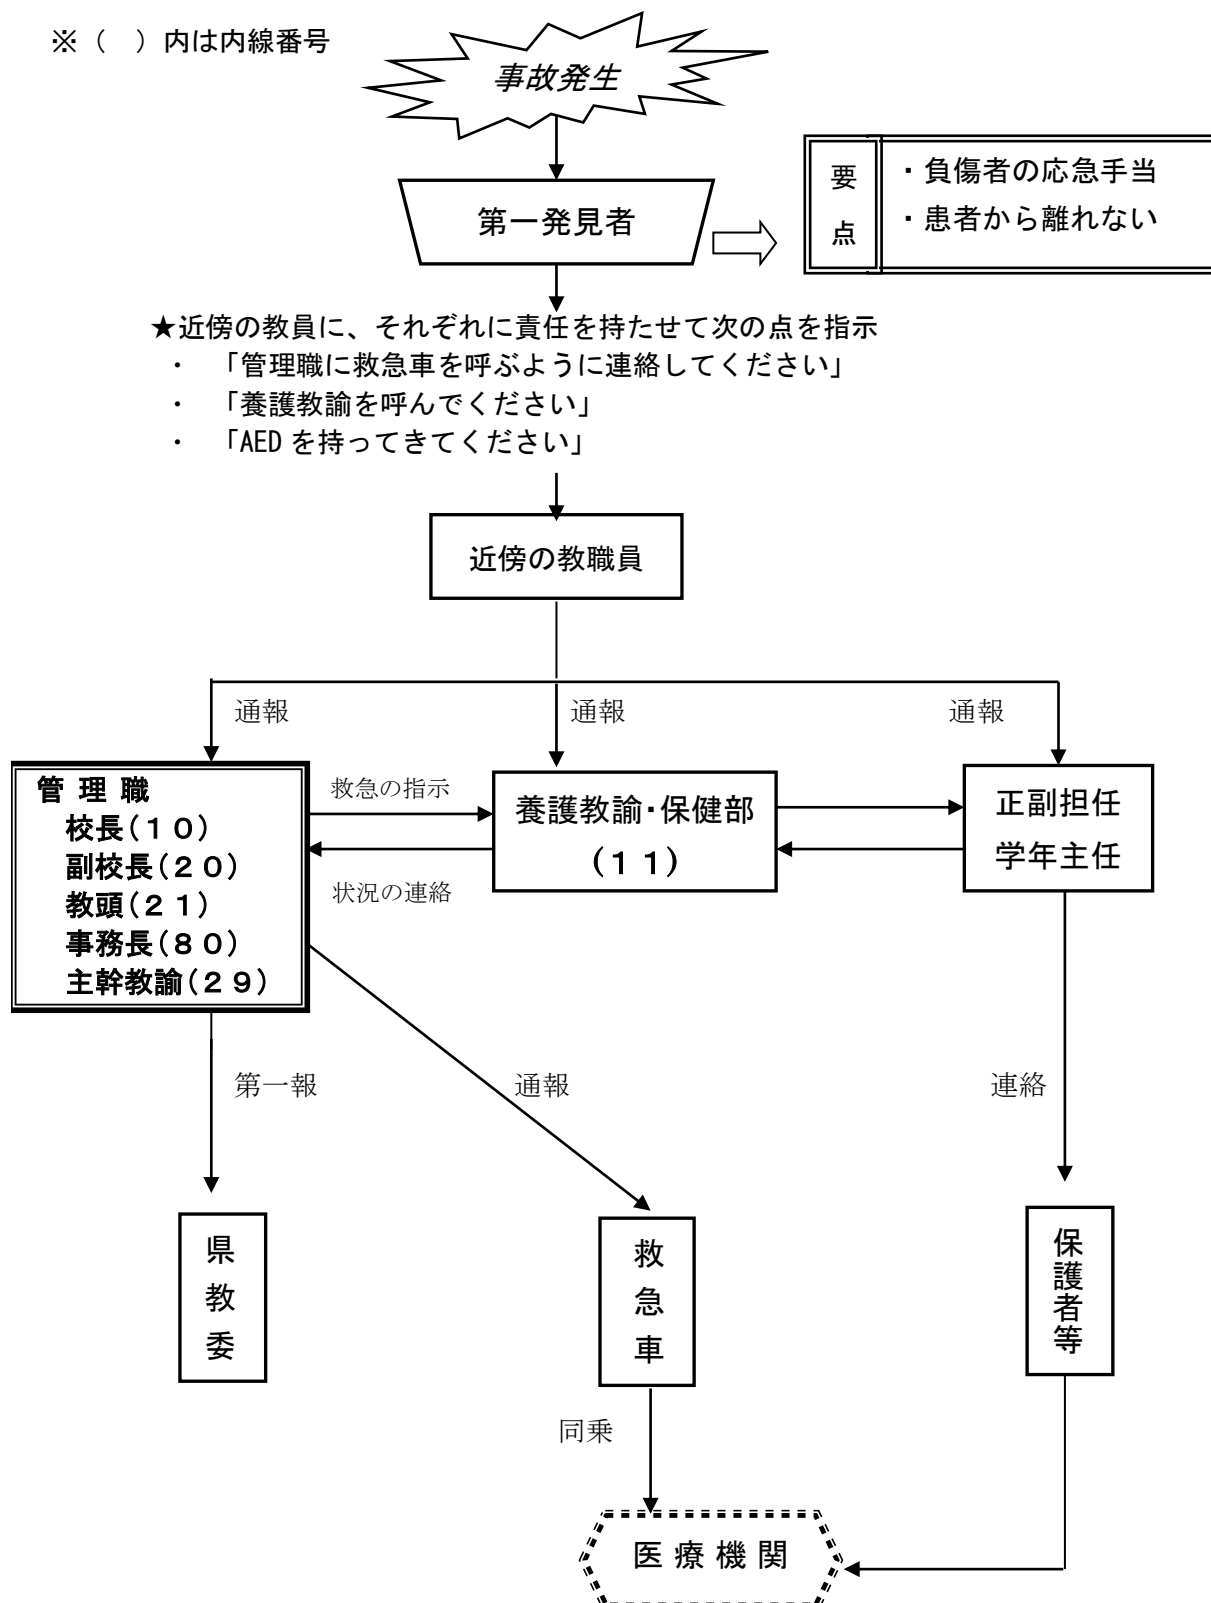 ※（　）内は内線番号
事故発生
第一発見者
要点
・負傷者の応急手当
・患者から離れない
★近傍の教員に、それぞれに責任を持たせて次の点を指示
・　「管理職に救急車を呼ぶように連絡してください」
・　「養護教諭を呼んでください」
・　「AEDを持ってきてください」
近傍の教職員
通報
通報
通報
管 理 職
校長(１０)
副校長(２０)
教頭(２１)
事務長(８０)
主幹教諭(２９)
救急の指示
状況の連絡
養護教諭・保健部
(１１)
正副担任
学年主任
第一報
通報
連絡
県教委
救急車
保護者等
同乗
医 療 機 関